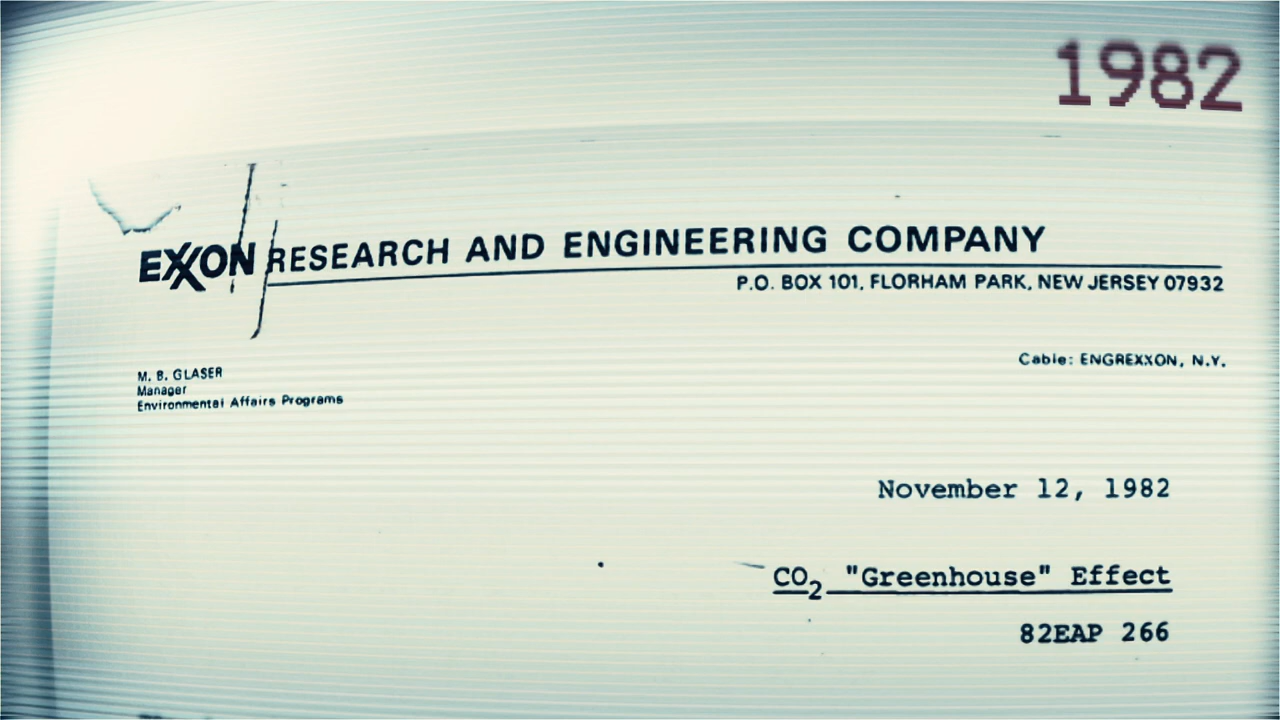 1982
EXXON RESEARCH AND ENGINEERING COMPANY
P.O. BOX 101, FLORHAM PARK, NEW JERSEY 07932
Cable: ENGREXXON, N.Y.
M. B. GLASER
Manager
Environmental Affairs Programs
November 12, 1982
CO₂ "Greenhouse" Effect
82EAP 266